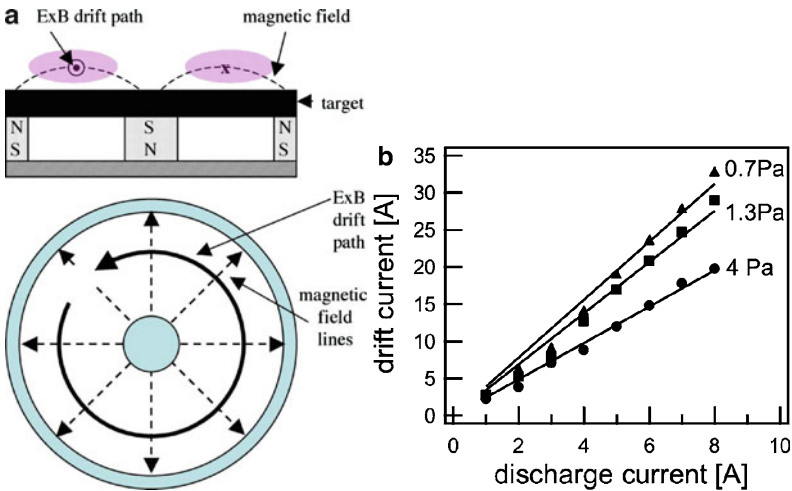 a
ExB drift path
magnetic field
x
target
N S N
S N S
ExB
drift
path
magnetic
field
lines
b
drift current [A]
35
30
25
20
15
10
5
0
0.7Pa
1.3Pa
4 Pa
0 2 4 6 8 10
discharge current [A]